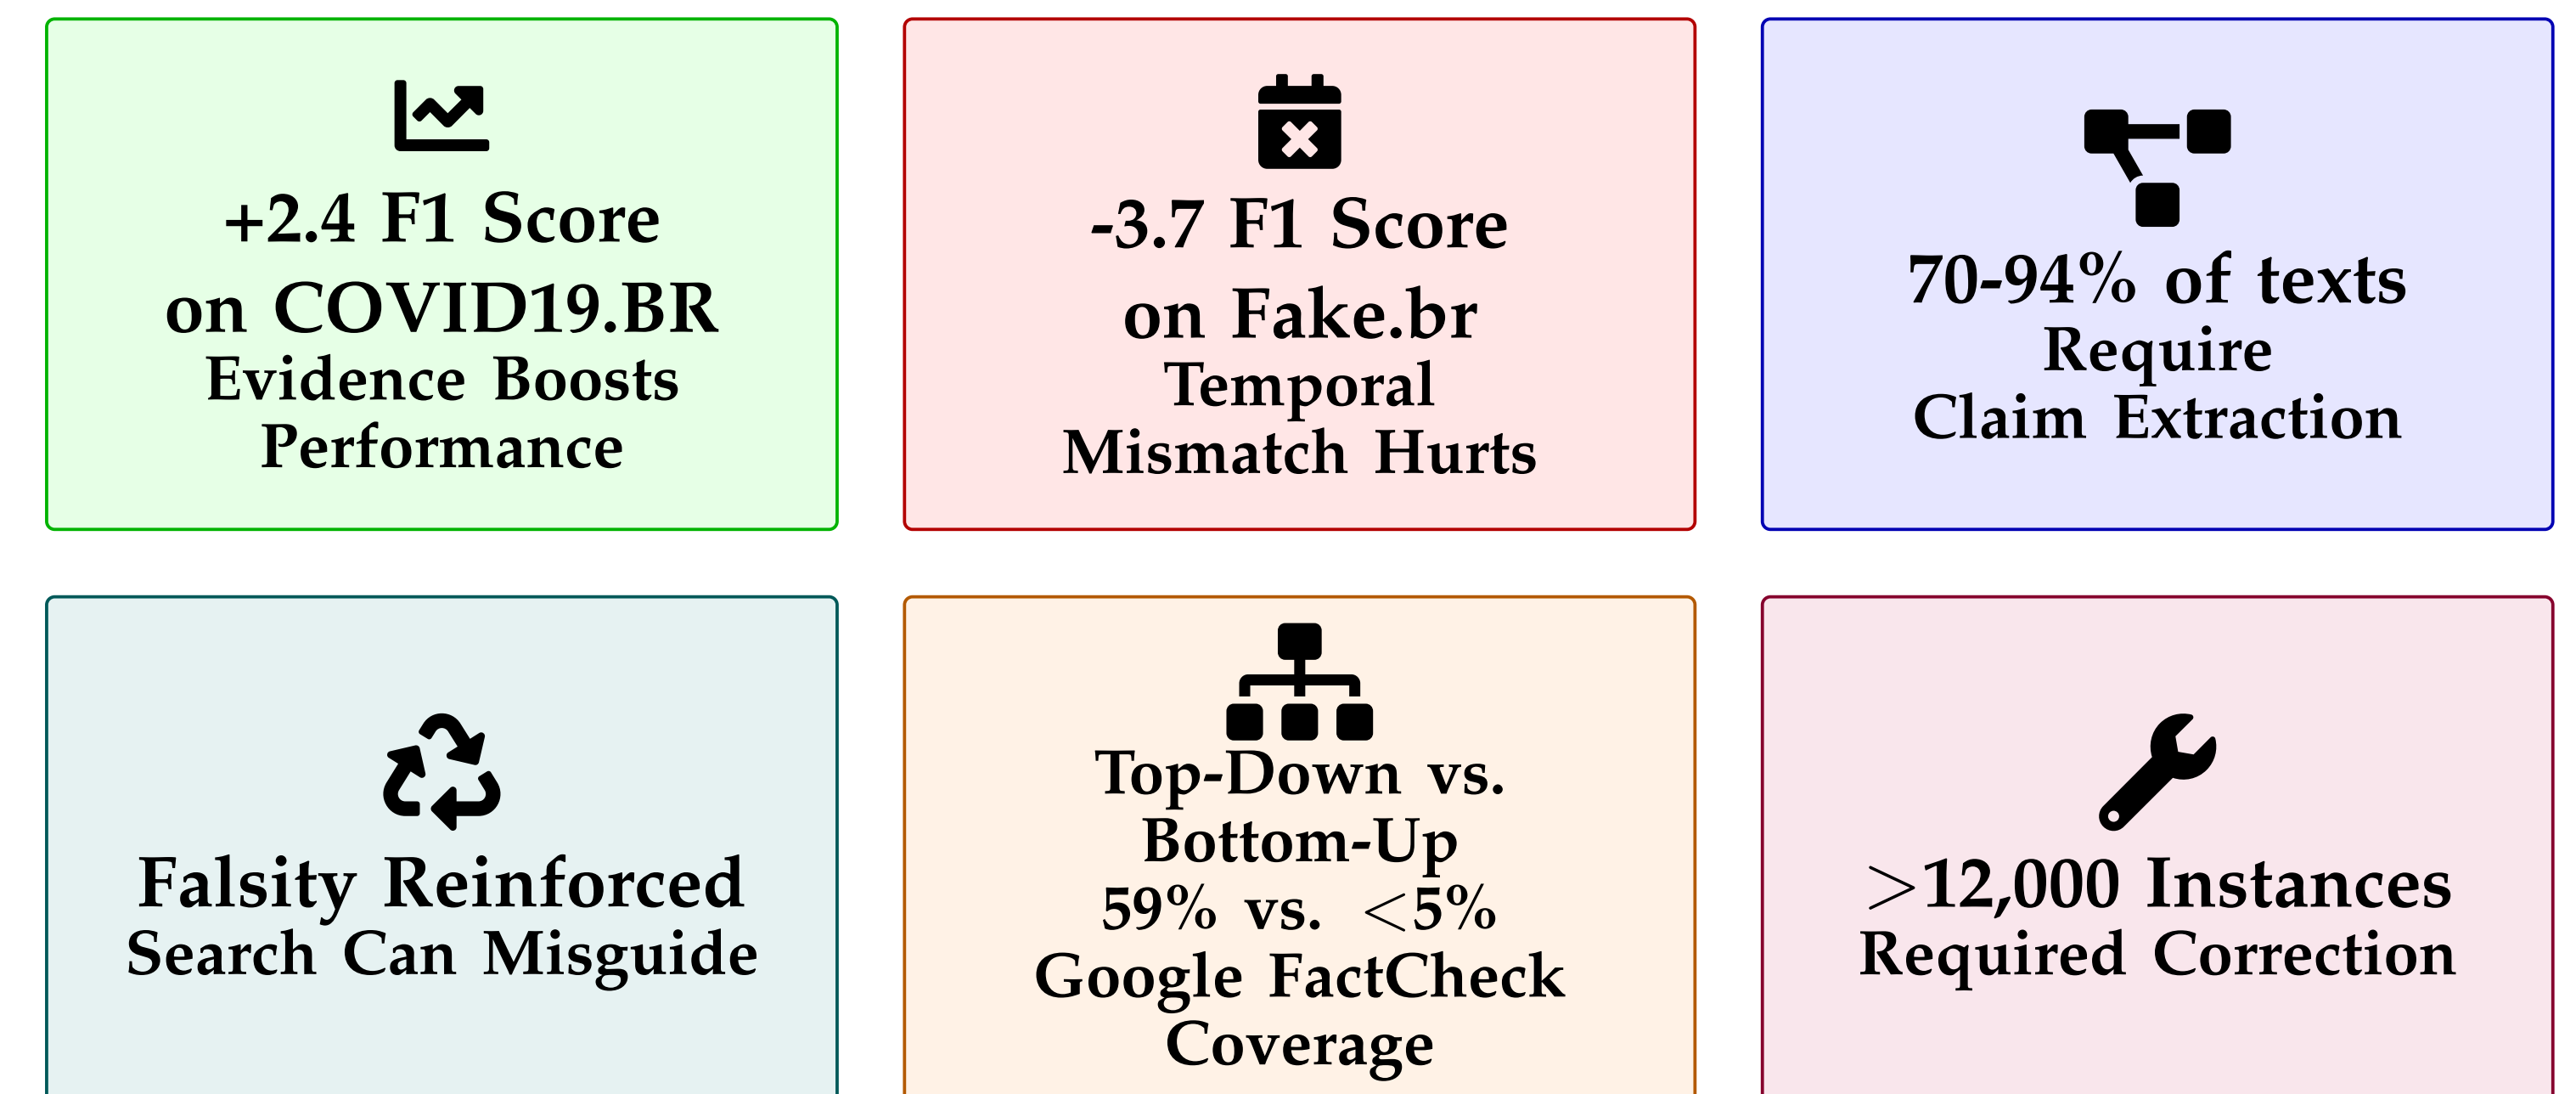 +2.4 F1 Score
on COVID19.BR
Evidence Boosts
Performance
-3.7 F1 Score
on Fake.br
Temporal
Mismatch Hurts
70-94% of texts
Require
Claim Extraction
Falsity Reinforced
Search Can Misguide
Top-Down vs.
Bottom-Up
59% vs. <5%
Google FactCheck
Coverage
>12,000 Instances
Required Correction